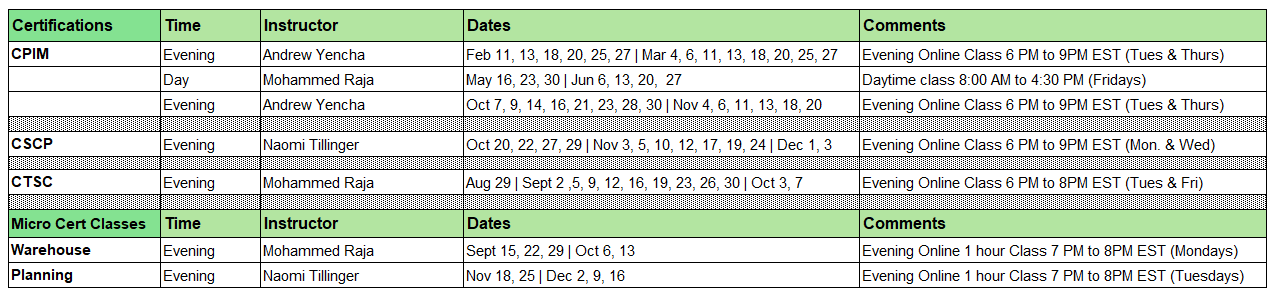 Certifications Time Instructor Dates Comments
CPIM Evening Andrew Yencha Feb 11, 13, 18, 20, 25, 27 | Mar 4, 6, 11, 13, 18, 20, 25, 27 Evening Online Class 6 PM to 9PM EST (Tues & Thurs)
Day Mohammed Raja May 16, 23, 30 | Jun 6, 13, 20, 27 Daytime class 8:00 AM to 4:30 PM (Fridays)
Evening Andrew Yencha Oct 7, 9, 14, 16, 21, 23, 28, 30 | Nov 4, 6, 11, 13, 18, 20 Evening Online Class 6 PM to 9PM EST (Tues & Thurs)
CSCP Evening Naomi Tillinger Oct 20, 22, 27, 29 | Nov 3, 5, 10, 12, 17, 19, 24 | Dec 1, 3 Evening Online Class 6 PM to 9PM EST (Mon. & Wed)
CTSC Evening Mohammed Raja Aug 29 | Sept 2 ,5, 9, 12, 16, 19, 23, 26, 30 | Oct 3, 7 Evening Online Class 6 PM to 8PM EST (Tues & Fri)
Micro Cert Classes Time Instructor Dates Comments
Warehouse Evening Mohammed Raja Sept 15, 22, 29 | Oct 6, 13 Evening Online 1 hour Class 7 PM to 8PM EST (Mondays)
Planning Evening Naomi Tillinger Nov 18, 25 | Dec 2, 9, 16 Evening Online 1 hour Class 7 PM to 8PM EST (Tuesdays)